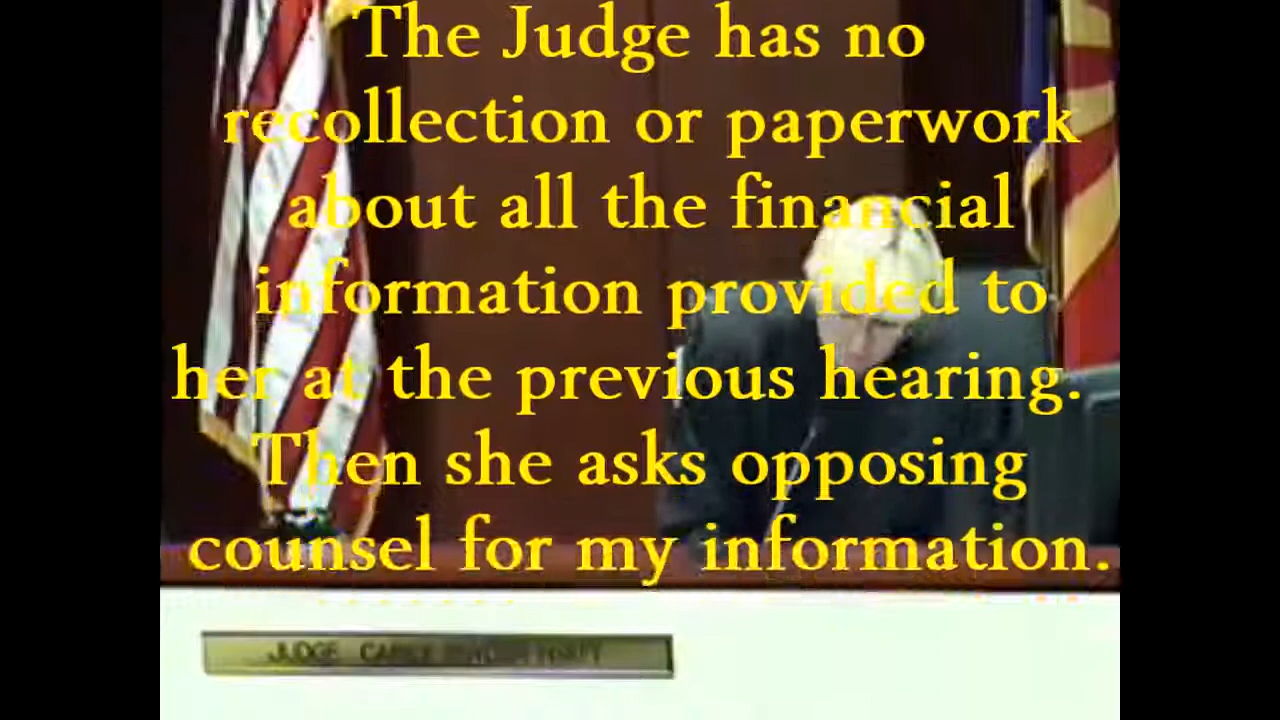 The Judge has no
recollection or paperwork
about all the financial
information provided to
her at the previous hearing.
Then she asks opposing
counsel for my information.
JUDGE